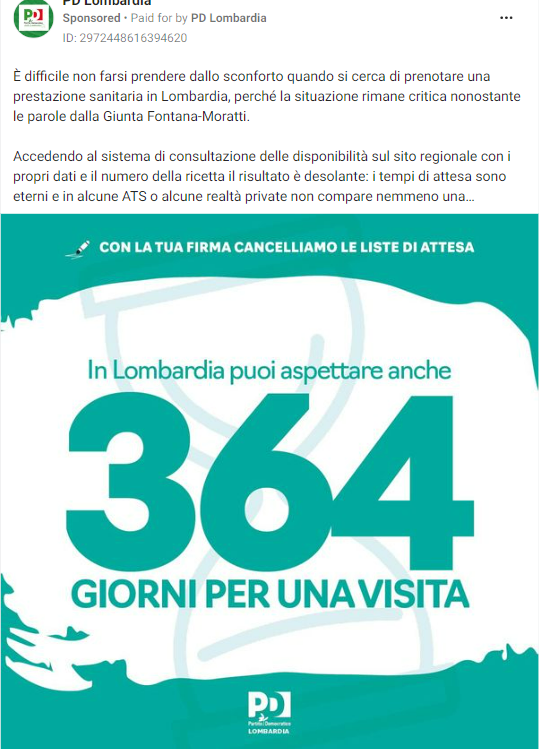 PD Lombardia
Sponsored • Paid for by PD Lombardia
ID: 2972448616394620
È difficile non farsi prendere dallo sconforto quando si cerca di prenotare una
prestazione sanitaria in Lombardia, perché la situazione rimane critica nonostante
le parole dalla Giunta Fontana-Moratti.
Accedendo al sistema di consultazione delle disponibilità sul sito regionale con i
propri dati e il numero della ricetta il risultato è desolante: i tempi di attesa sono
eterni e in alcune ATS o alcune realtà private non compare nemmeno una...
CON LA TUA FIRMA CANCELLIAMO LE LISTE DI ATTESA
In Lombardia puoi aspettare anche
364
GIORNI PER UNA VISITA
PD
Partito Democratico
LOMBARDIA